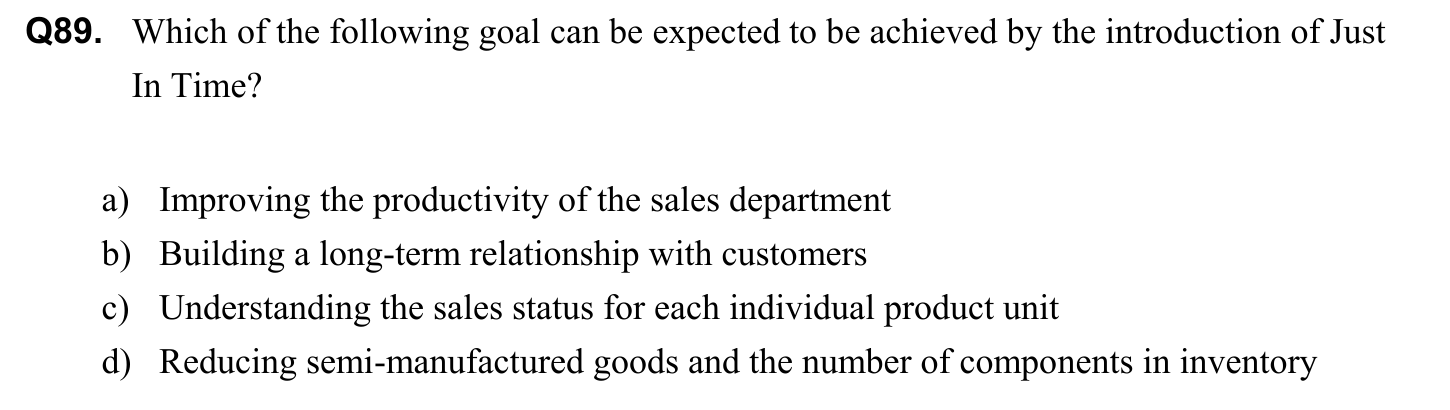 Q89. Which of the following goal can be expected to be achieved by the introduction of Just
In Time?
a) Improving the productivity of the sales department
b) Building a long-term relationship with customers
c) Understanding the sales status for each individual product unit
d) Reducing semi-manufactured goods and the number of components in inventory